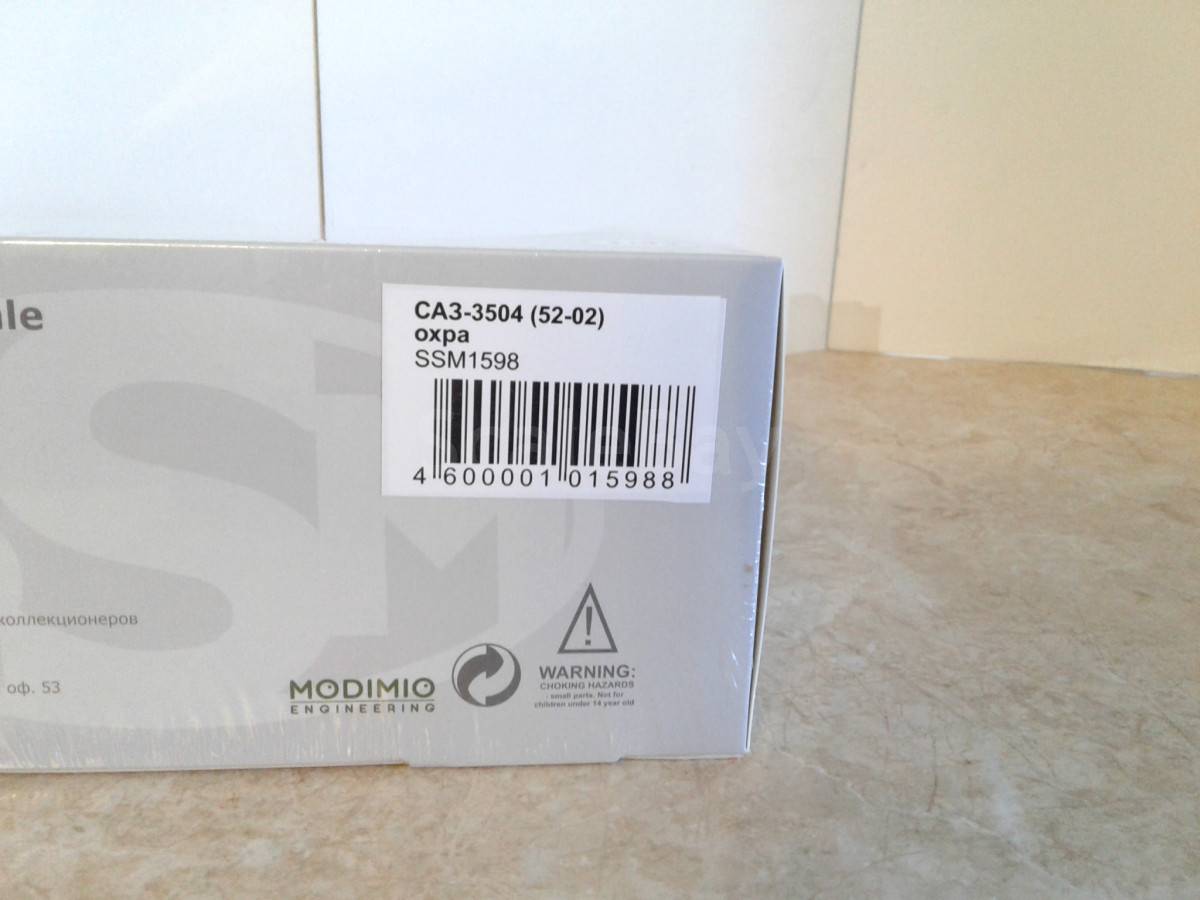 ale
САЗ-3504 (52-02)
охра
SSM1598
4 600001 015988
коллекционеров
оф. 53
MODIMIO
ENGINEERING
WARNING:
CHOKING HAZARDS
- small parts. Not for
children under 14 year old